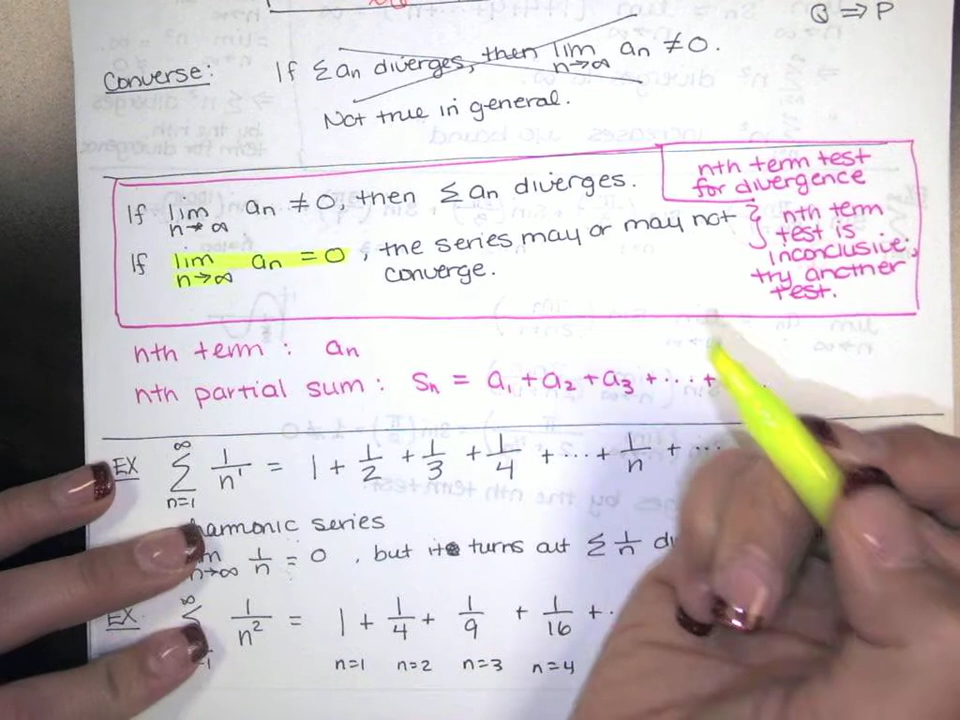 Q ⇒ P
Converse: If Σan diverges, then lim n→∞ an ≠ 0.
Not true in general.
nth term test
for divergence
If lim n→∞ an ≠ 0, then Σ an diverges.
If lim n→∞ an = 0, the series may or may not
converge.
} nth term
test is
inconclusive;
try another
test.
nth term : an
nth partial sum : Sn = a1 + a2 + a3 + ··· +
EX ∞ Σ n=1 1/n¹ = 1 + 1/2 + 1/3 + 1/4 + ··· + 1/n + ···
harmonic series
n→∞ 1/n = 0 , but it turns out Σ 1/n
EX: ∞ 1/n² = 1 + 1/4 + 1/9 + 1/16 + ·
n=1 n=2 n=3 n=4